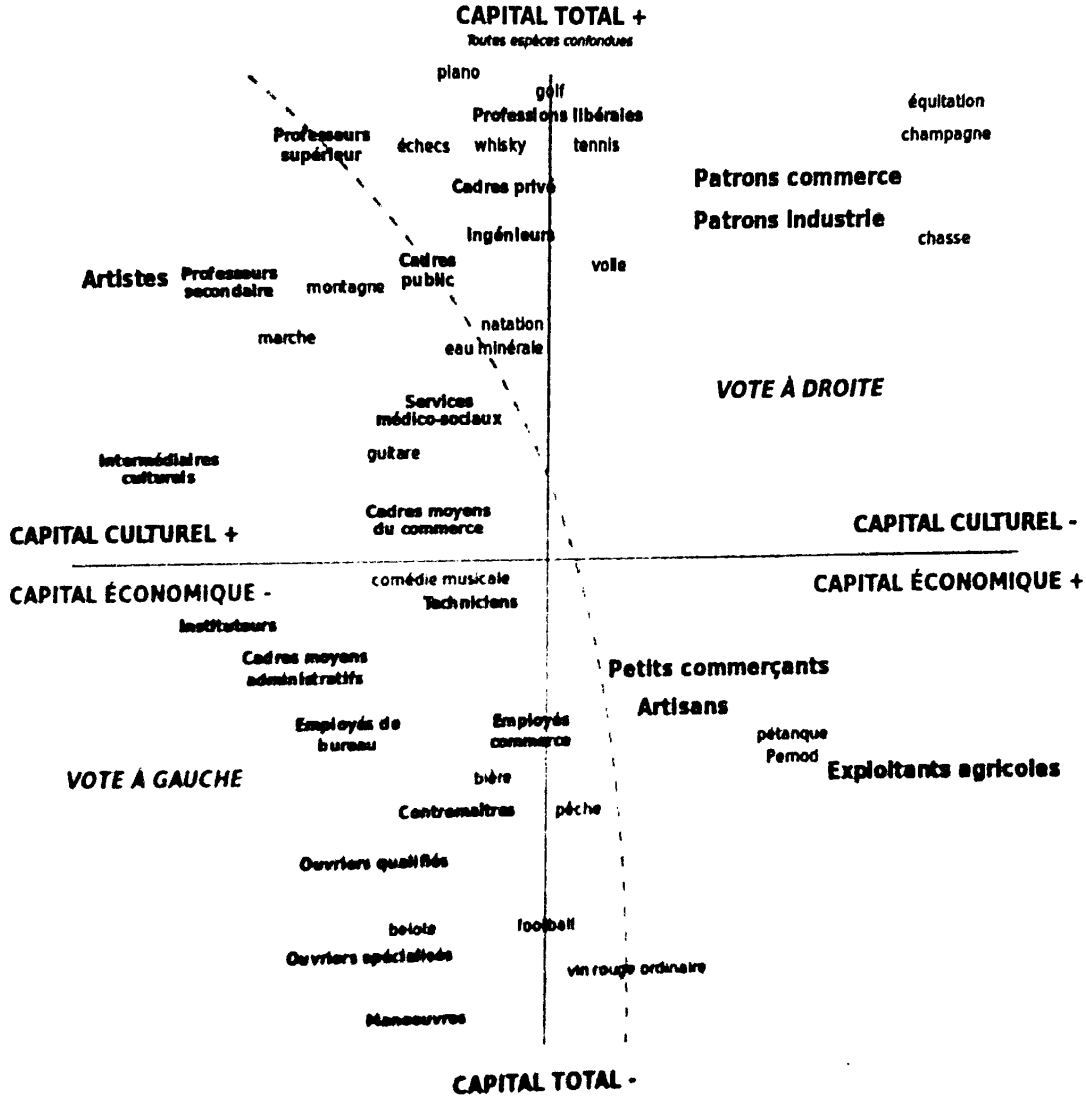 CAPITAL TOTAL +
Toutes espèces confondues
piano
golf
équitation
Professions libérales
Professeurs
supérieur
échecs
whisky
tennis
champagne
Cadres privé
Patrons commerce
Patrons industrie
Ingénieurs
chasse
Cadres
public
voile
Artistes
Professeurs
secondaire
montagne
natation
marche
eau minérale
VOTE À DROITE
Services
médico-sociaux
guitare
Intermédiaires
culturels
Cadres moyens
du commerce
CAPITAL CULTUREL +
CAPITAL CULTUREL -
CAPITAL ÉCONOMIQUE -
CAPITAL ÉCONOMIQUE +
comédie musicale
Techniciens
Instituteurs
Cadres moyens
administratifs
Petits commerçants
Artisans
Employés de
bureau
Employés
commerce
pétanque
Pernod
Exploitants agricoles
VOTE À GAUCHE
bière
Contremaîtres
pêche
Ouvriers qualifiés
belote
football
Ouvriers spécialisés
vin rouge ordinaire
Manoeuvres
CAPITAL TOTAL -